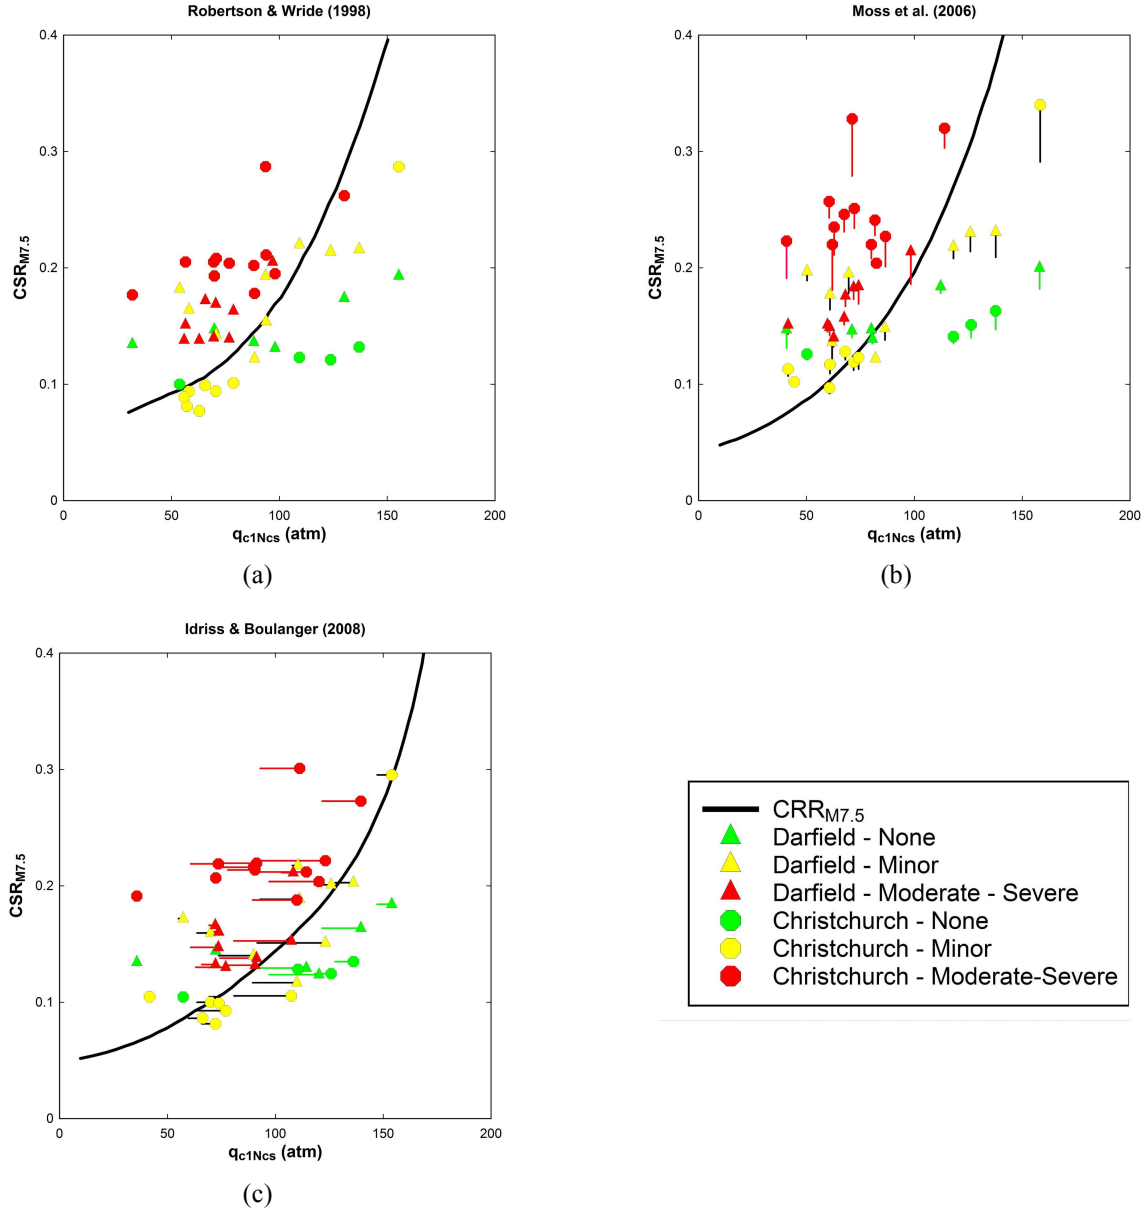 Robertson & Wride (1998)
0.4
0.3
0.2
0.1
0
CSRM7.5
0 50 100 150 200
qc1Ncs (atm)
(a)
Moss et al. (2006)
0.4
0.3
0.2
0.1
0
CSRM7.5
0 50 100 150 200
qc1Ncs (atm)
(b)
Idriss & Boulanger (2008)
0.4
0.3
0.2
0.1
0
CSRM7.5
0 50 100 150 200
qc1Ncs (atm)
(c)
CRRM7.5
Darfield - None
Darfield - Minor
Darfield - Moderate - Severe
Christchurch - None
Christchurch - Minor
Christchurch - Moderate-Severe